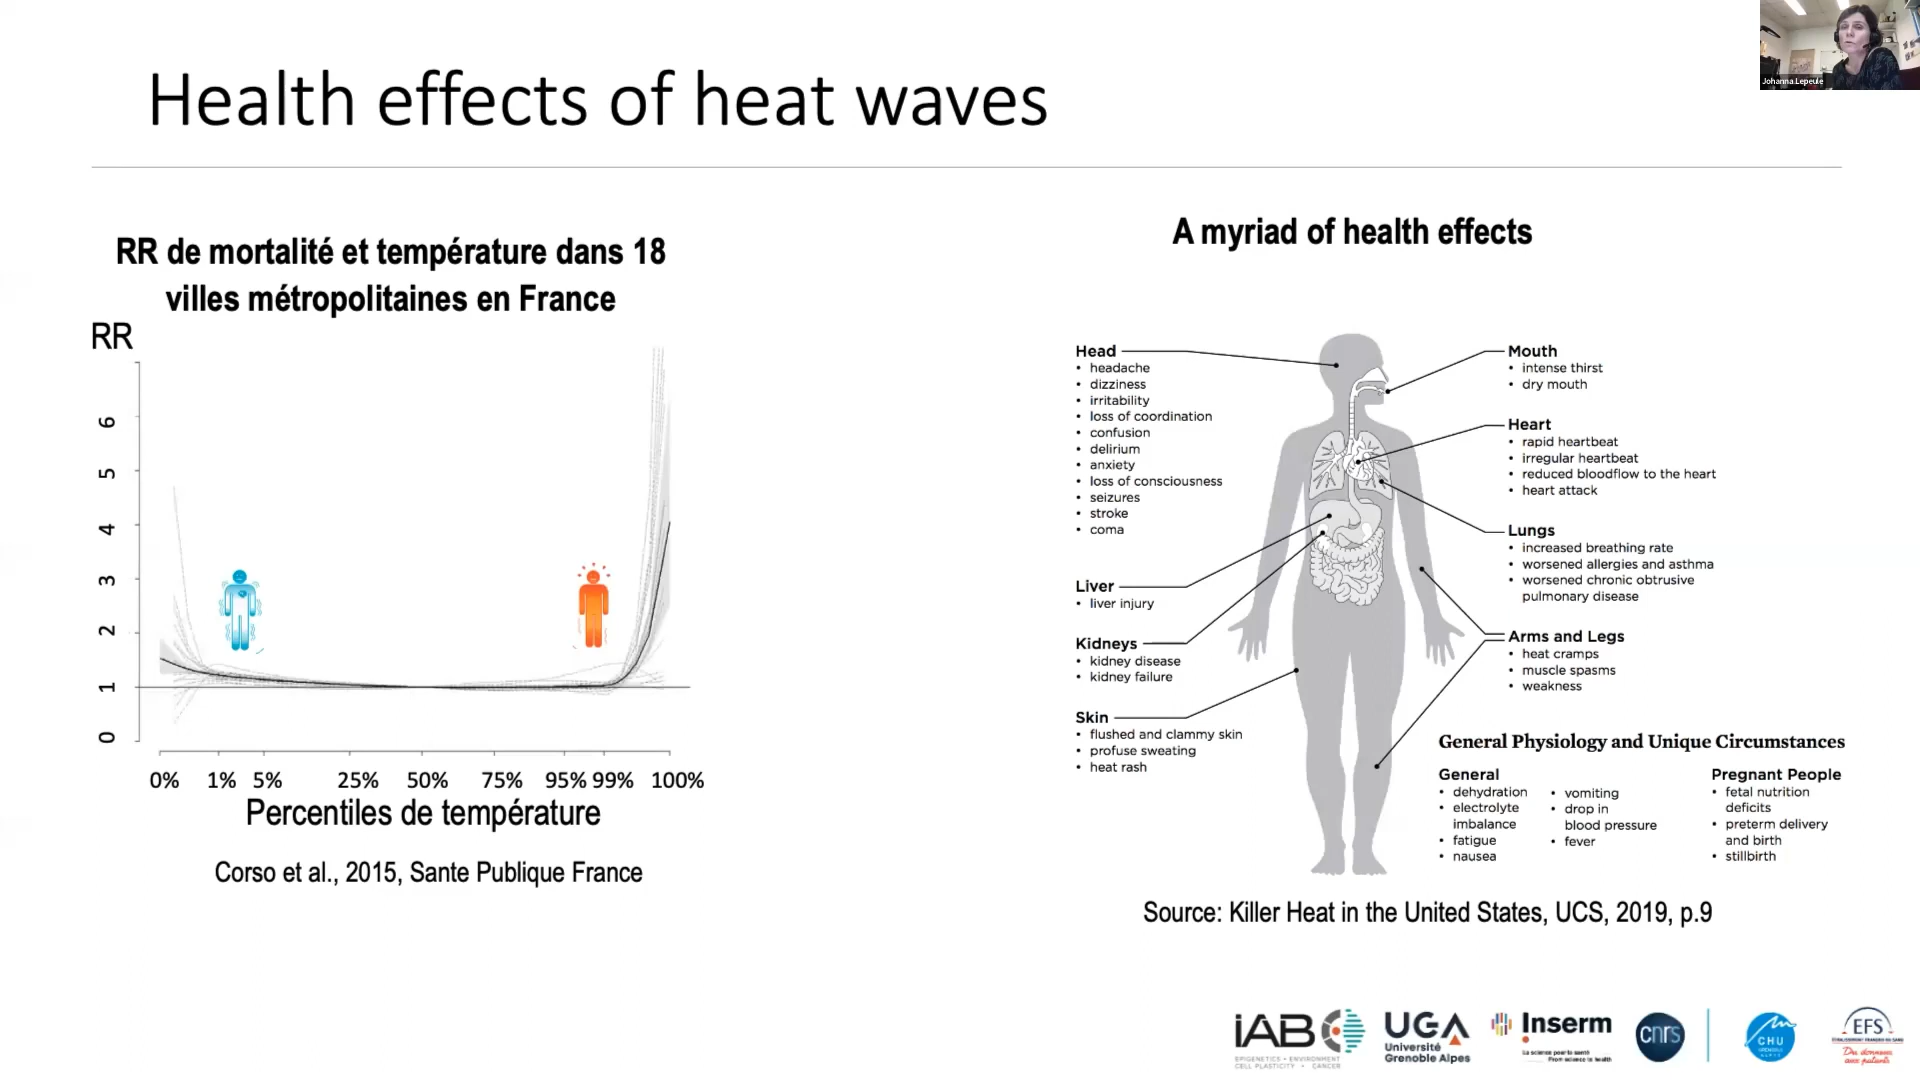 Johanna Lepeule
Health effects of heat waves
RR de mortalité et température dans 18
villes métropolitaines en France
RR
6
5
4
3
2
1
0
0% 1% 5% 25% 50% 75% 95% 99% 100%
Percentiles de température
Corso et al., 2015, Sante Publique France
A myriad of health effects
Head
• headache
• dizziness
• irritability
• loss of coordination
• confusion
• delirium
• anxiety
• loss of consciousness
• seizures
• stroke
• coma
Liver
• liver injury
Kidneys
• kidney disease
• kidney failure
Skin
• flushed and clammy skin
• profuse sweating
• heat rash
Mouth
• intense thirst
• dry mouth
Heart
• rapid heartbeat
• irregular heartbeat
• reduced bloodflow to the heart
• heart attack
Lungs
• increased breathing rate
• worsened allergies and asthma
• worsened chronic obtrusive
pulmonary disease
Arms and Legs
• heat cramps
• muscle spasms
• weakness
General Physiology and Unique Circumstances
General
• dehydration
• electrolyte
imbalance
• fatigue
• nausea
• vomiting
• drop in
blood pressure
• fever
Pregnant People
• fetal nutrition
deficits
• preterm delivery
and birth
• stillbirth
Source: Killer Heat in the United States, UCS, 2019, p.9
iAB
EPIGENETICS • ENVIRONMENT
CELL PLASTICITY • CANCER
UGA
Université
Grenoble Alpes
Inserm
La science pour la santé
From science to health
cnrs
CHU
GRENOBLE
ALPES
EFS
ÉTABLISSEMENT FRANÇAIS DU SANG
Des donneurs
aux patients